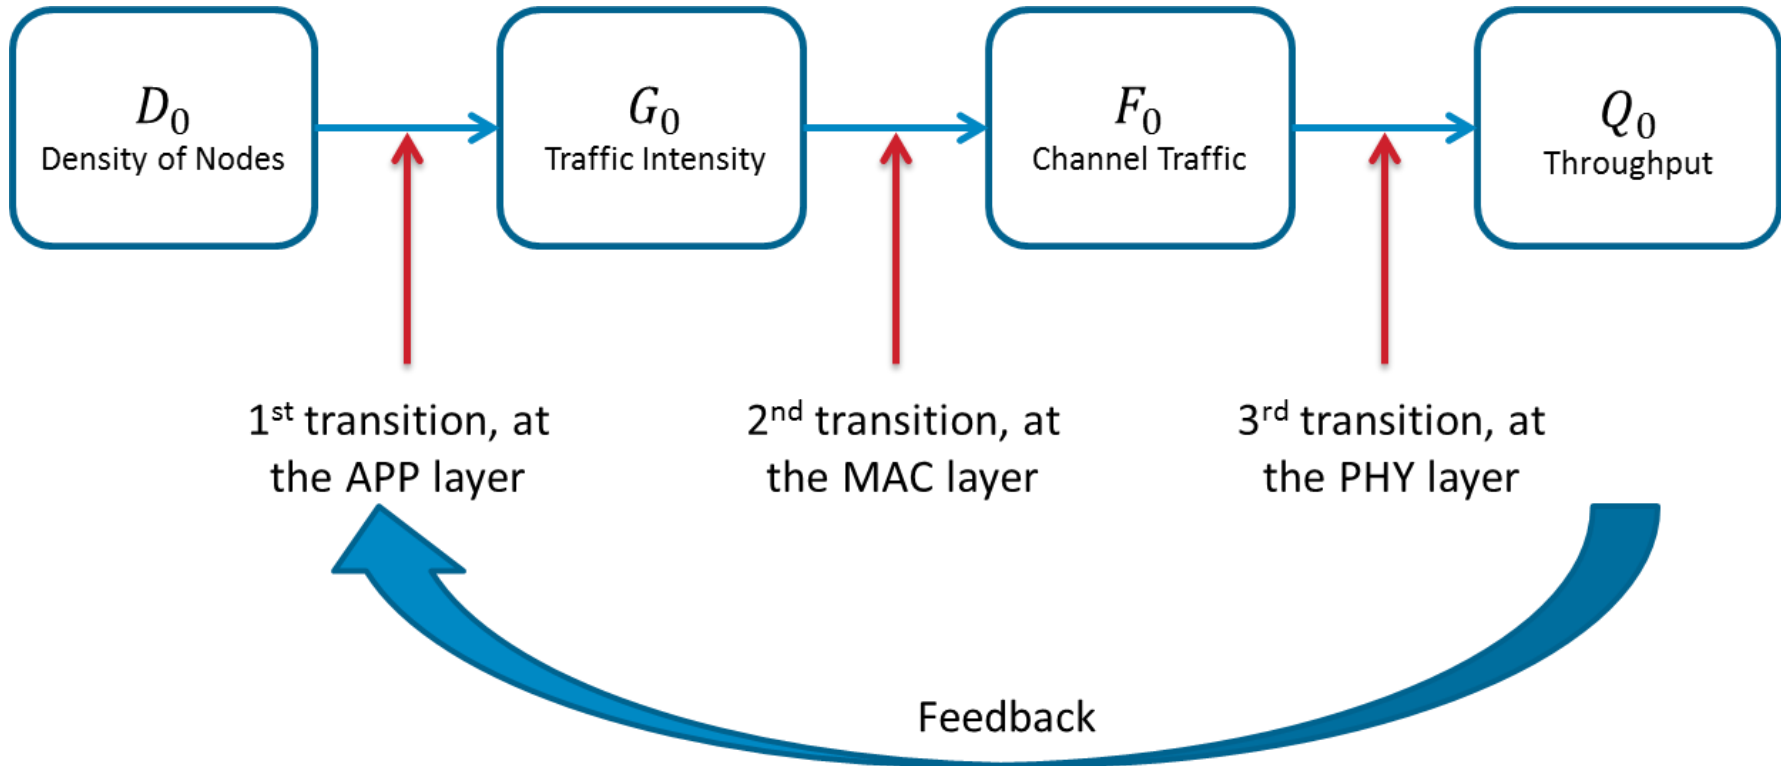 D₀
Density of Nodes
G₀
Traffic Intensity
F₀
Channel Traffic
Q₀
Throughput
1st transition, at
the APP layer
2nd transition, at
the MAC layer
3rd transition, at
the PHY layer
Feedback